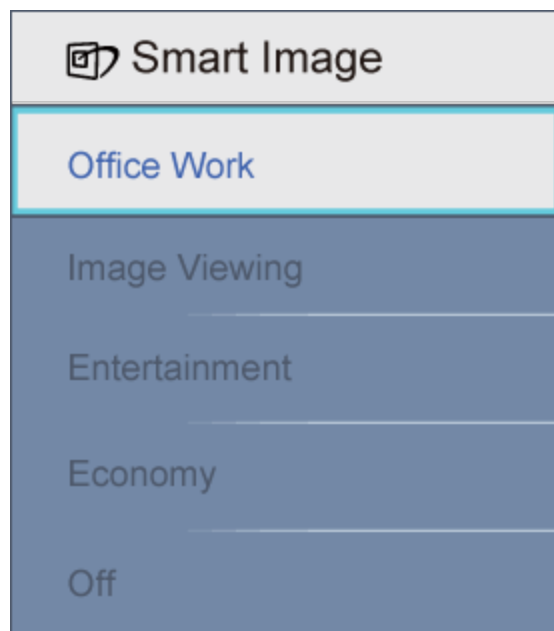 Smart Image
Office Work
Image Viewing
Entertainment
Economy
Off